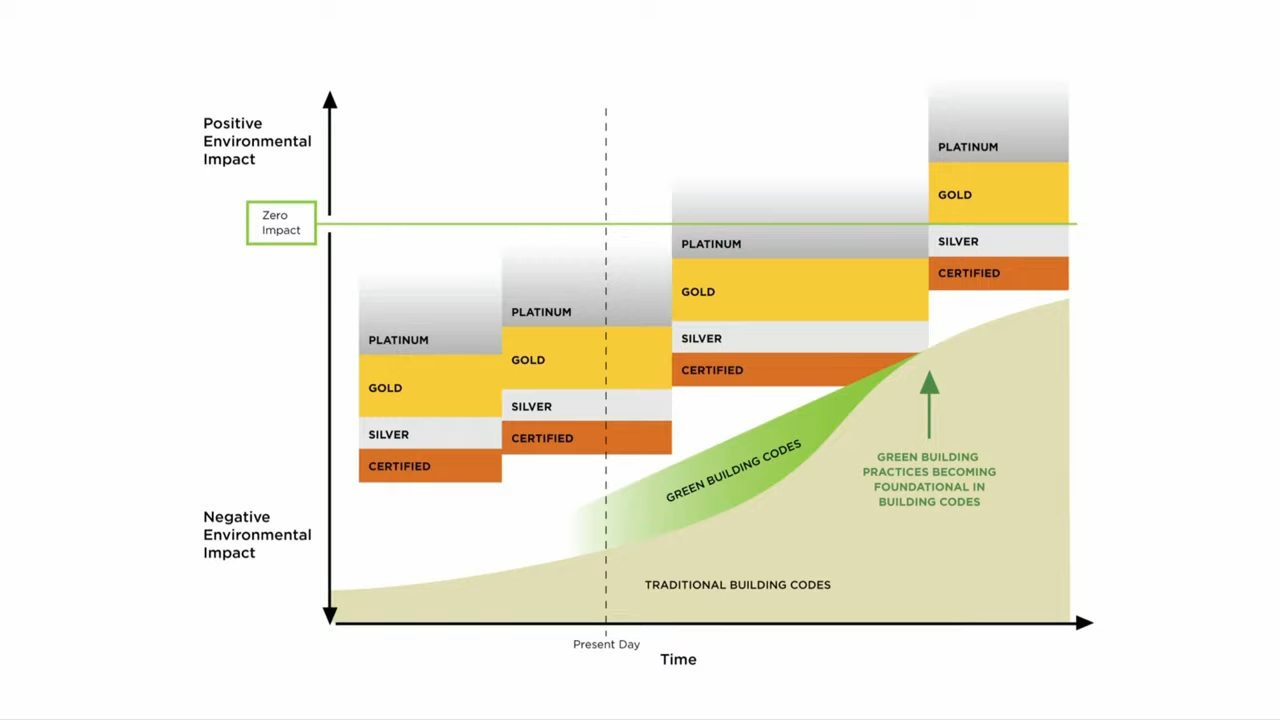 Positive
Environmental
Impact
Zero
Impact
Negative
Environmental
Impact
PLATINUM
GOLD
SILVER
CERTIFIED
PLATINUM
GOLD
SILVER
CERTIFIED
PLATINUM
GOLD
SILVER
CERTIFIED
PLATINUM
GOLD
SILVER
CERTIFIED
GREEN BUILDING CODES
GREEN BUILDING
PRACTICES BECOMING
FOUNDATIONAL IN
BUILDING CODES
TRADITIONAL BUILDING CODES
Present Day
Time